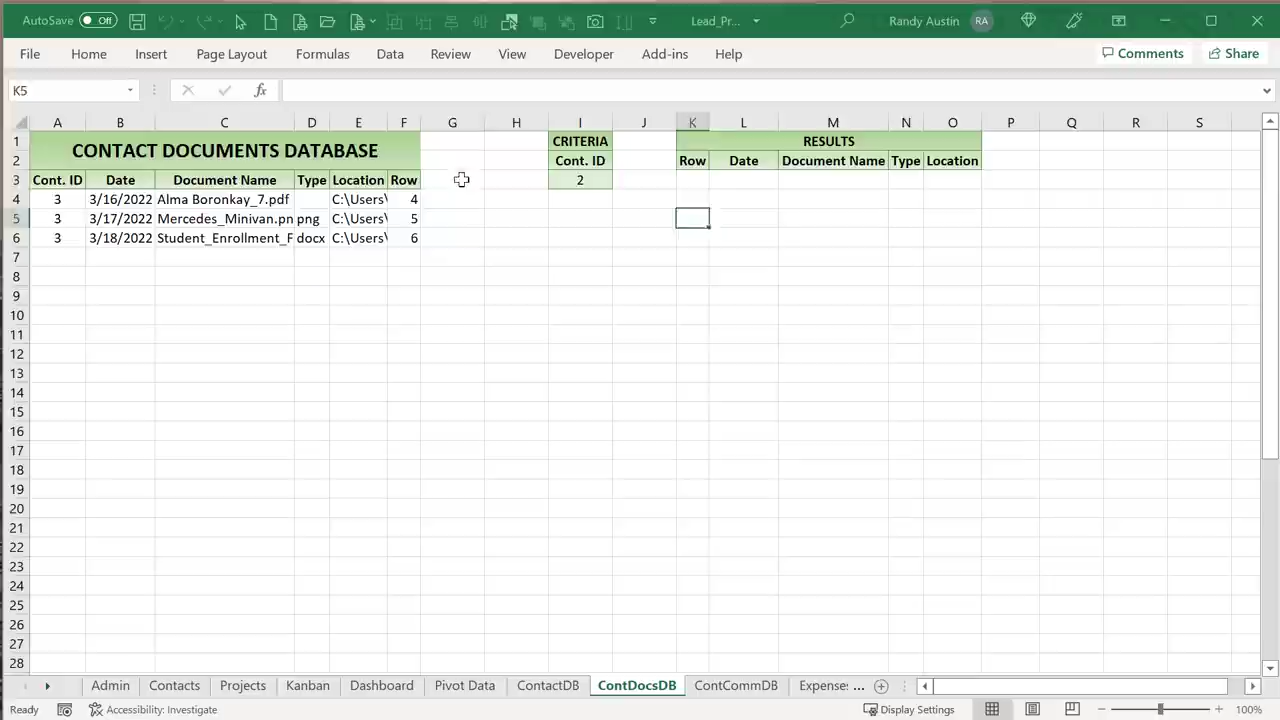 AutoSave Off Lead_Pr... Randy Austin RA
File Home Insert Page Layout Formulas Data Review View Developer Add-ins Help Comments Share
K5 fx
A B C D E F G H I J K L M N O P Q R S
1 CONTACT DOCUMENTS DATABASE CRITERIA RESULTS
2 Cont. ID Row Date Document Name Type Location
3 Cont. ID Date Document Name Type Location Row 2
4 3 3/16/2022 Alma Boronkay_7.pdf C:\Users\ 4
5 3 3/17/2022 Mercedes_Minivan.pn png C:\Users\ 5
6 3 3/18/2022 Student_Enrollment_F docx C:\Users\ 6
7
8
9
10
11
12
13
14
15
16
17
18
19
20
21
22
23
24
25
26
27
28
Admin Contacts Projects Kanban Dashboard Pivot Data ContactDB ContDocsDB ContCommDB Expense: ...
Ready Accessibility: Investigate Display Settings 100%